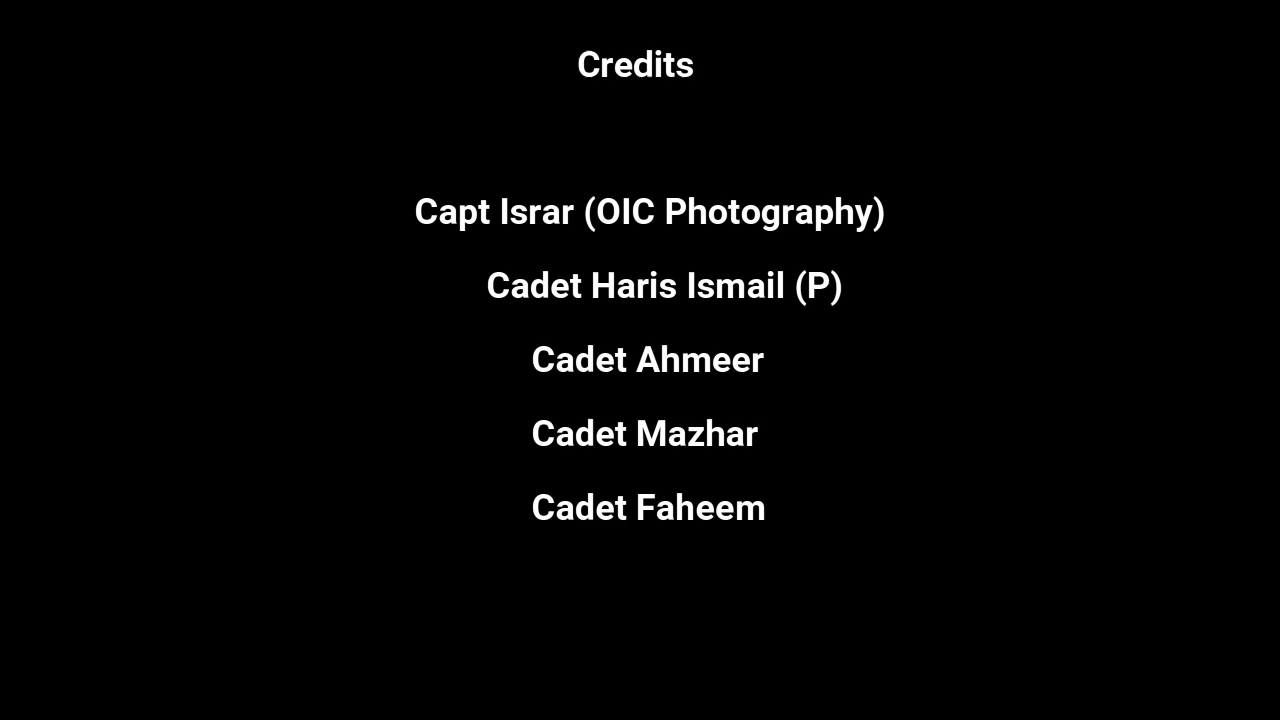 Credits
Capt Israr (OIC Photography)
Cadet Haris Ismail (P)
Cadet Ahmeer
Cadet Mazhar
Cadet Faheem